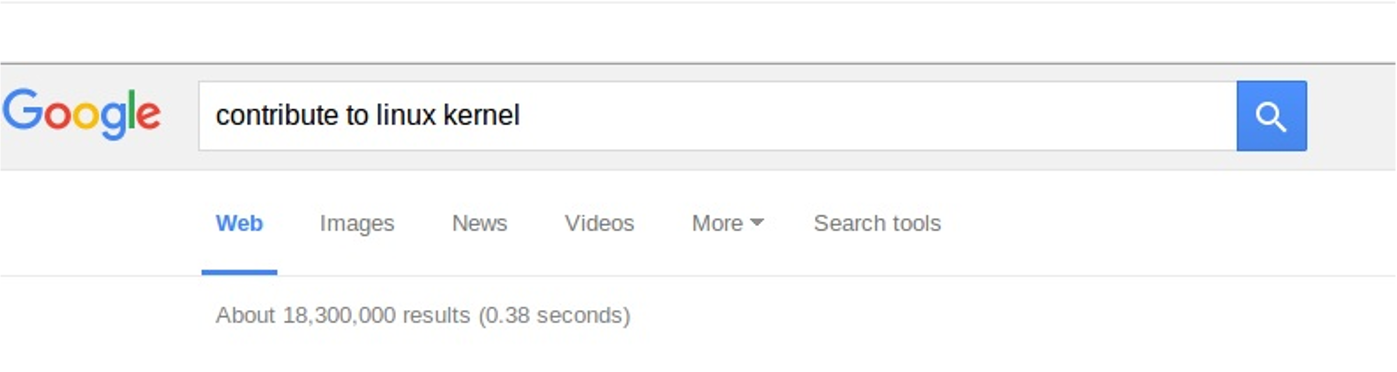 Google contribute to linux kernel
Web Images News Videos More Search tools
About 18,300,000 results (0.38 seconds)